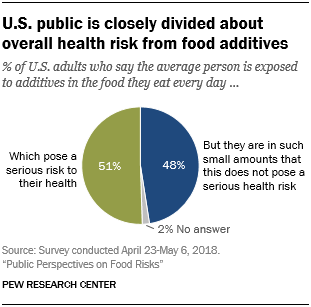 U.S. public is closely divided about
overall health risk from food additives
% of U.S. adults who say the average person is exposed
to additives in the food they eat every day ...
Which pose a
serious risk to
their health
51%
48%
But they are in such
small amounts that
this does not pose a
serious health risk
2% No answer
Source: Survey conducted April 23-May 6, 2018.
“Public Perspectives on Food Risks”
PEW RESEARCH CENTER